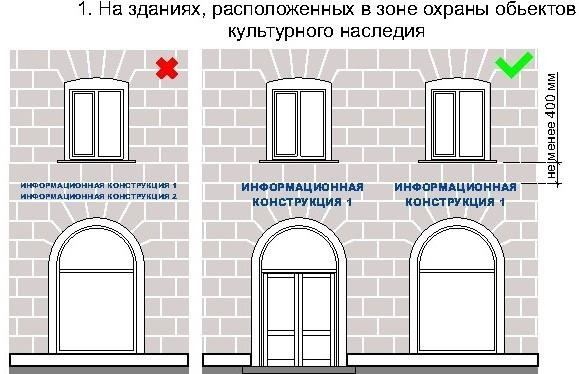 1. На зданиях, расположенных в зоне охраны обьектов
культурного наследия
не менее 400 мм
ИНФОРМАЦИОННАЯ КОНСТРУКЦИЯ 1
ИНФОРМАЦИОННАЯ КОНСТРУКЦИЯ 2
ИНФОРМАЦИОННАЯ
КОНСТРУКЦИЯ 1
ИНФОРМАЦИОННАЯ
КОНСТРУКЦИЯ 1